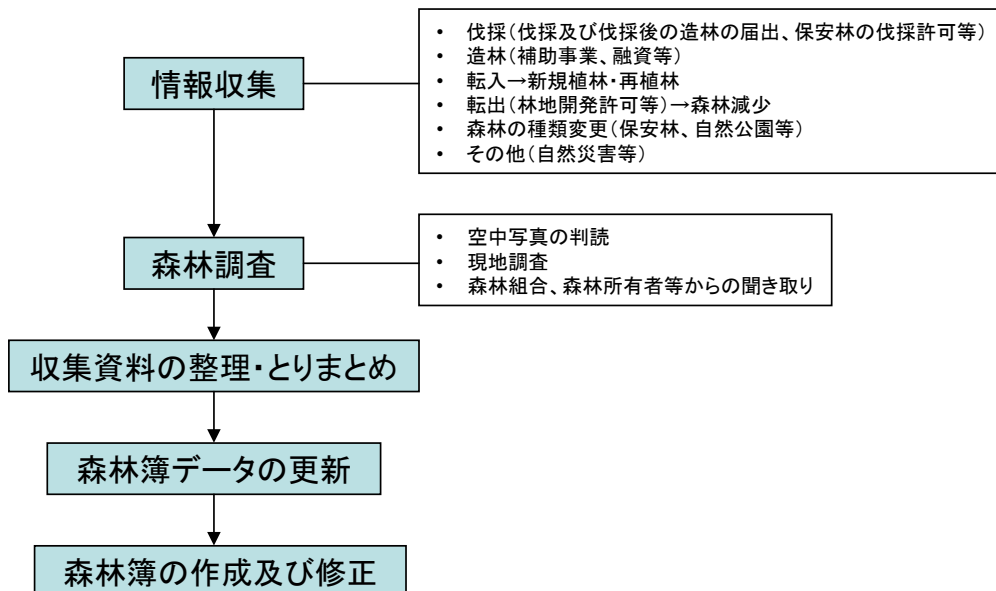 情報収集
・ 伐採(伐採及び伐採後の造林の届出、保安林の伐採許可等)
・ 造林(補助事業、融資等)
・ 転入→新規植林・再植林
・ 転出(林地開発許可等)→森林減少
・ 森林の種類変更(保安林、自然公園等)
・ その他(自然災害等)
森林調査
・ 空中写真の判読
・ 現地調査
・ 森林組合、森林所有者等からの聞き取り
収集資料の整理・とりまとめ
森林簿データの更新
森林簿の作成及び修正